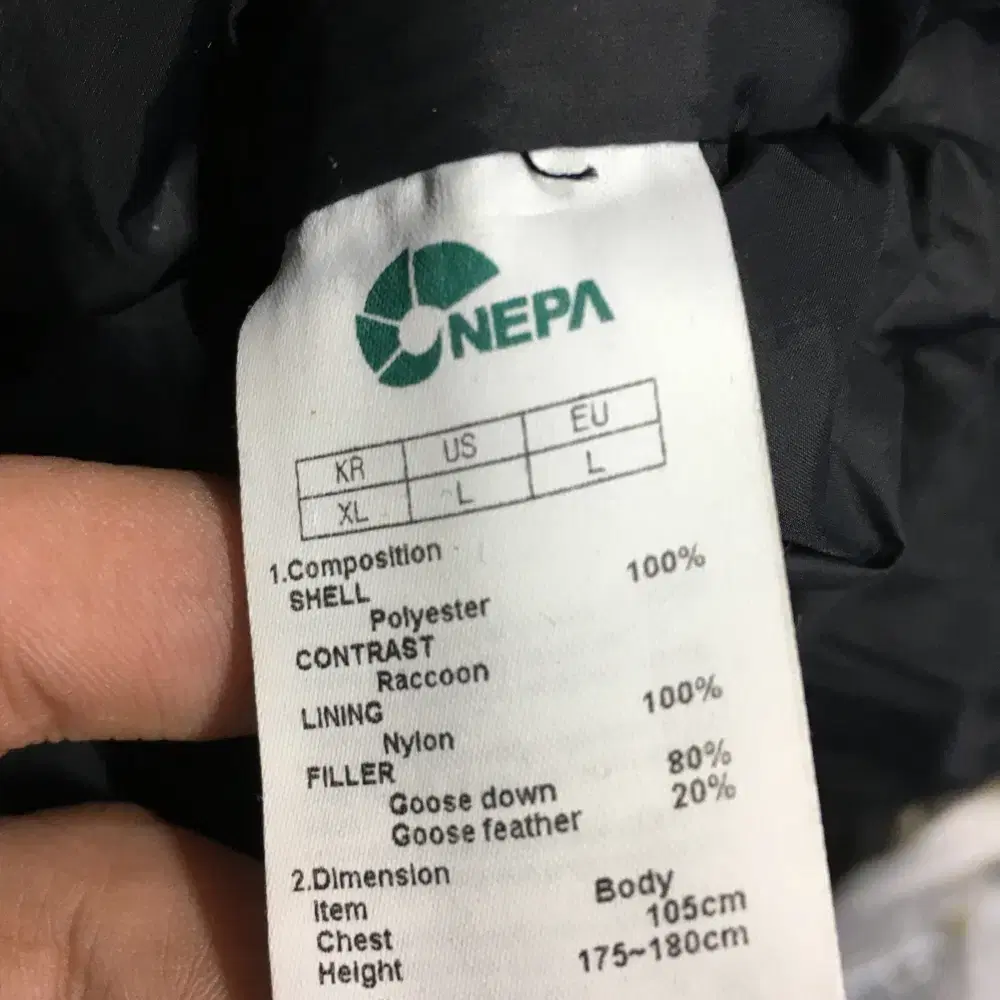 NEPA
KR US EU
XL L L
1.Composition
SHELL 100%
Polyester
CONTRAST
Raccoon
LINING 100%
Nylon
FILLER 80%
Goose down 20%
Goose feather
2.Dimension
Item Body
Chest 105cm
Height 175~180cm